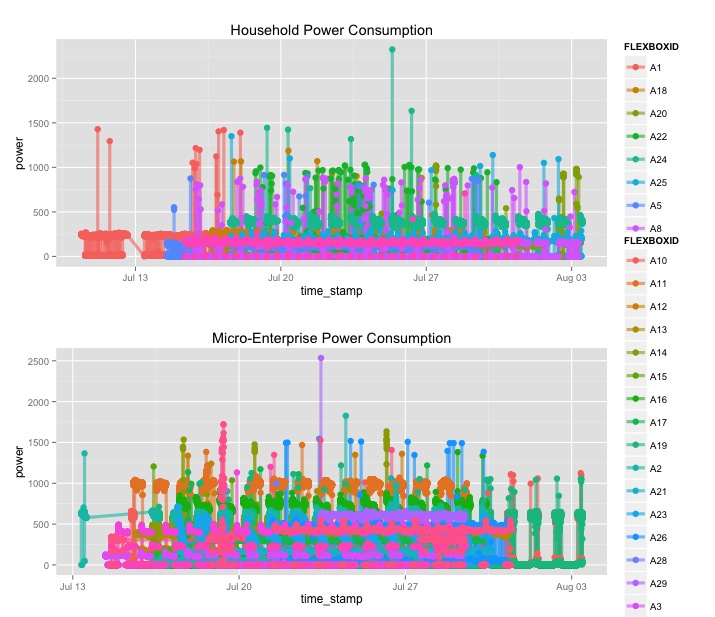 Household Power Consumption
2000
1500
1000
500
0
power
Jul 13
Jul 20
Jul 27
Aug 03
time_stamp
FLEXBOXID
A1
A18
A20
A22
A24
A25
A5
A8
Micro-Enterprise Power Consumption
2500
2000
1500
1000
500
0
power
Jul 13
Jul 20
Jul 27
Aug 03
time_stamp
FLEXBOXID
A10
A11
A12
A13
A14
A15
A16
A17
A19
A2
A21
A23
A26
A28
A29
A3